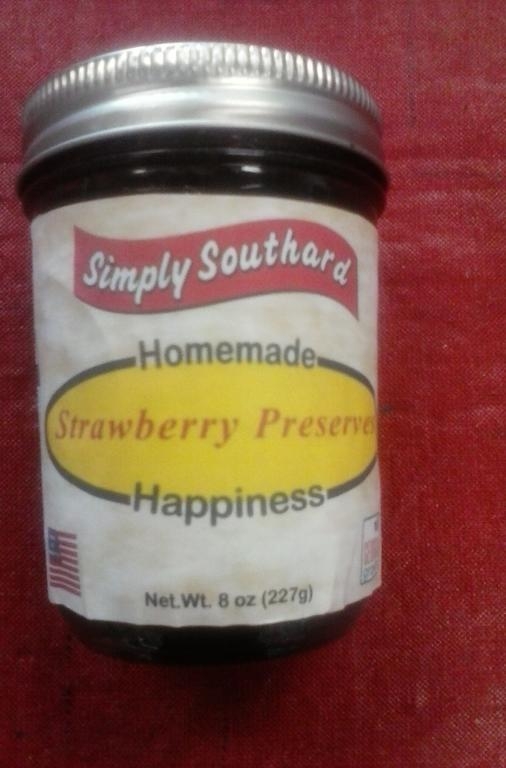 Simply Southard
Homemade
Strawberry Preserves
Happiness
Net.Wt. 8 oz (227g)